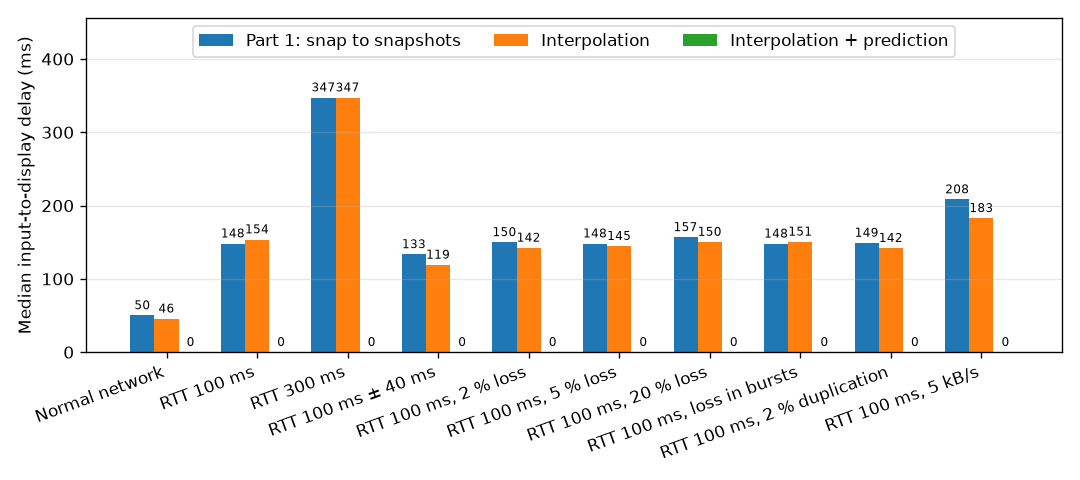 Median input-to-display delay (ms)
400
300
200
100
0
Part 1: snap to snapshots
Interpolation
Interpolation + prediction
50 46 0
148 154 0
347 347 0
133 119 0
150 142 0
148 145 0
157 150 0
148 151 0
149 142 0
208 183 0
Normal network
RTT 100 ms
RTT 300 ms
RTT 100 ms ± 40 ms
RTT 100 ms, 2 % loss
RTT 100 ms, 5 % loss
RTT 100 ms, 20 % loss
RTT 100 ms, loss in bursts
RTT 100 ms, 2 % duplication
RTT 100 ms, 5 kB/s